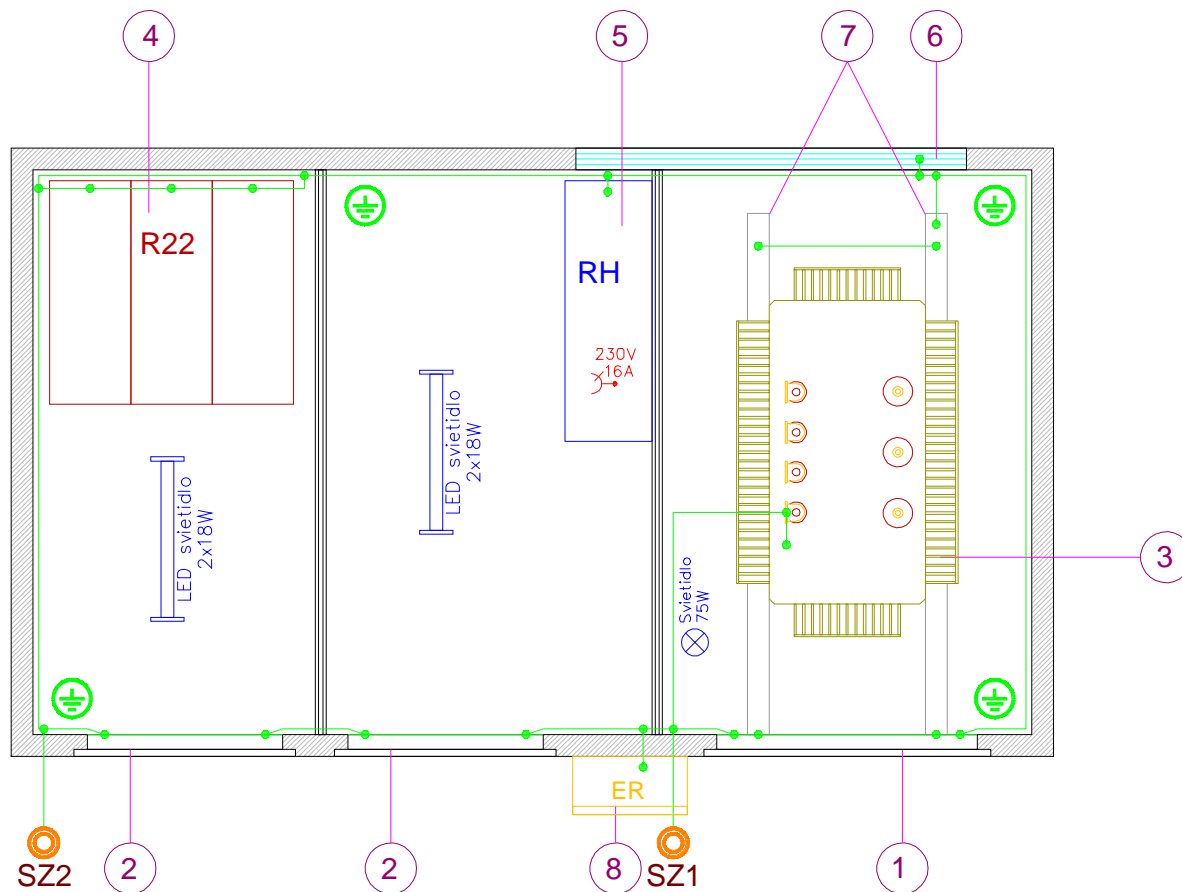 4
5
7
6
R22
RH
230V
16A
LED svietidlo
2x18W
LED svietidlo
2x18W
3
Svietidlo
75W
ER
SZ2
2
2
8
SZ1
1